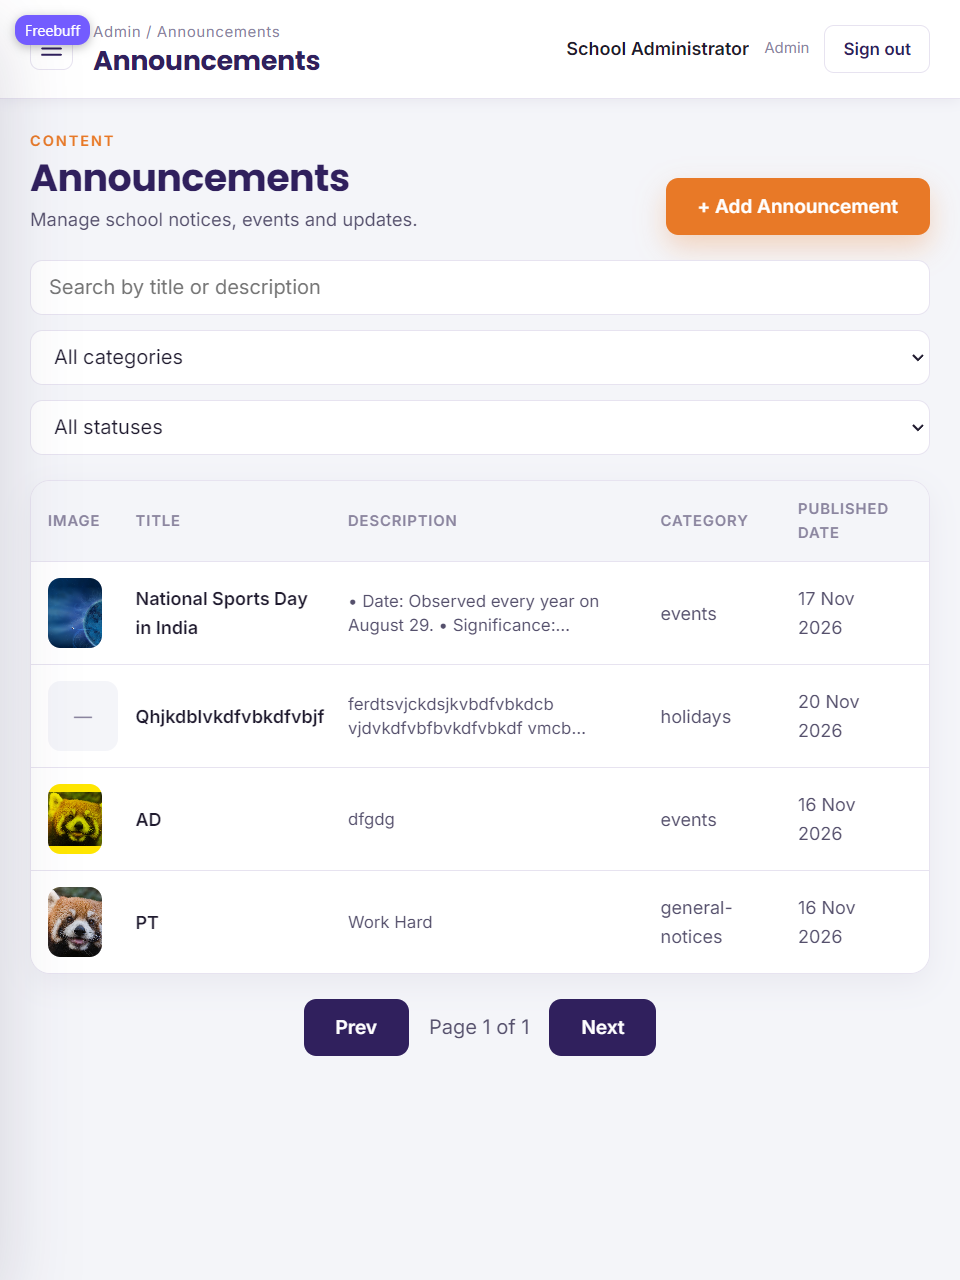 Freebuff
Admin / Announcements
Announcements
School Administrator
Admin
Sign out
CONTENT
Announcements
Manage school notices, events and updates.
+ Add Announcement
Search by title or description
All categories
All statuses
IMAGE
TITLE
DESCRIPTION
CATEGORY
PUBLISHED
DATE
National Sports Day
in India
• Date: Observed every year on
August 29. • Significance:...
events
17 Nov
2026
—
Qhjkdblvkdfvbkdfvbjf
ferdtsvjckdsjkvbdfvbkdcb
vjdvkdfvbfbvkdfvbkdf vmcb...
holidays
20 Nov
2026
AD
dfgdg
events
16 Nov
2026
PT
Work Hard
general-
notices
16 Nov
2026
Prev
Page 1 of 1
Next